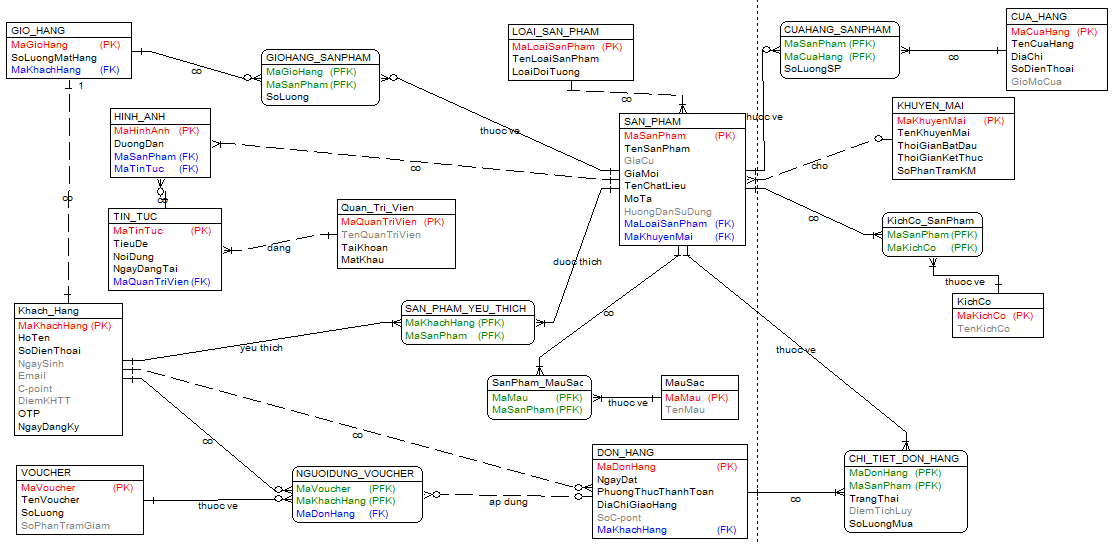 GIO_HANG
MaGioHang (PK)
SoLuongMatHang
MaKhachHang (FK)
1
∞
∞
GIOHANG_SANPHAM
MaGioHang (PFK)
MaSanPham (PFK)
SoLuong
thuoc ve
LOAI_SAN_PHAM
MaLoaiSanPham (PK)
TenLoaiSanPham
LoaiDoiTuong
∞
CUAHANG_SANPHAM
MaSanPham (PFK)
MaCuaHang (PFK)
SoLuongSP
∞
thuoc ve
CUA_HANG
MaCuaHang (PK)
TenCuaHang
DiaChi
SoDienThoai
GioMoCua
HINH_ANH
MaHinhAnh (PK)
DuongDan
MaSanPham (FK)
MaTinTuc (FK)
∞
∞
SAN_PHAM
MaSanPham (PK)
TenSanPham
GiaCu
GiaMoi
TenChatLieu
MoTa
HuongDanSuDung
MaLoaiSanPham (FK)
MaKhuyenMai (FK)
KHUYEN_MAI
MaKhuyenMai (PK)
TenKhuyenMai
ThoiGianBatDau
ThoiGianKetThuc
SoPhanTramKM
cho
TIN_TUC
MaTinTuc (PK)
TieuDe
NoiDung
NgayDangTai
MaQuanTriVien (FK)
dang
Quan_Tri_Vien
MaQuanTriVien (PK)
TenQuanTriVien
TaiKhoan
MatKhau
∞
KichCo_SanPham
MaSanPham (PFK)
MaKichCo (PFK)
thuoc ve
KichCo
MaKichCo (PK)
TenKichCo
duoc thich
Khach_Hang
MaKhachHang (PK)
HoTen
SoDienThoai
NgaySinh
Email
C-point
DiemKHTT
OTP
NgayDangKy
yeu thich
SAN_PHAM_YEU_THICH
MaKhachHang (PFK)
MaSanPham (PFK)
∞
thuoc ve
SanPham_MauSac
MaMau (PFK)
MaSanPham (PFK)
thuoc ve
MauSac
MaMau (PK)
TenMau
∞
∞
VOUCHER
MaVoucher (PK)
TenVoucher
SoLuong
SoPhanTramGiam
thuoc ve
NGUOIDUNG_VOUCHER
MaVoucher (PFK)
MaKhachHang (PFK)
MaDonHang (FK)
ap dung
DON_HANG
MaDonHang (PK)
NgayDat
PhuongThucThanhToan
DiaChiGiaoHang
SoC-pont
MaKhachHang (FK)
∞
CHI_TIET_DON_HANG
MaDonHang (PFK)
MaSanPham (PFK)
TrangThai
DiemTichLuy
SoLuongMua